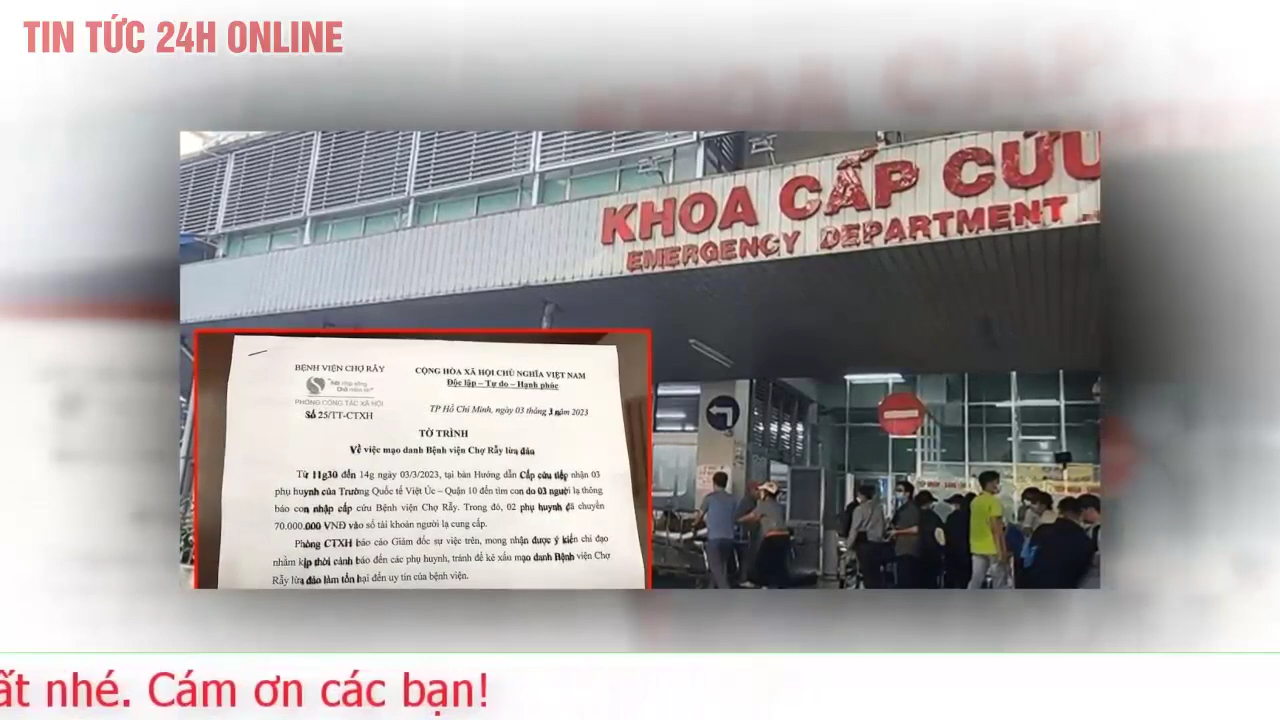 TIN TỨC 24H ONLINE
KHOA CẤP CỨU
EMERGENCY DEPARTMENT
BỆNH VIỆN CHỢ RẪY
CỘNG HÒA XÃ HỘI CHỦ NGHĨA VIỆT NAM
Độc lập – Tự do – Hạnh phúc
PHÒNG CÔNG TÁC XÃ HỘI
Số 25/TT-CTXH
TP Hồ Chí Minh, ngày 03 tháng 3 năm 2023
TỜ TRÌNH
Về việc mạo danh Bệnh viện Chợ Rẫy lừa đảo
Từ 11g30 đến 14g ngày 03/3/2023, tại bàn Hướng dẫn Cấp cứu tiếp nhận 03
phụ huynh của Trường Quốc tế Việt Úc – Quận 10 đến tìm con do 03 người lạ thông
báo con nhập cấp cứu Bệnh viện Chợ Rẫy. Trong đó, 02 phụ huynh đã chuyển
70.000.000 VNĐ vào số tài khoản người lạ cung cấp.
Phòng CTXH báo cáo Giám đốc sự việc trên, mong nhận được ý kiến chỉ đạo
nhằm kịp thời cảnh báo đến các phụ huynh, tránh để kẻ xấu mạo danh Bệnh viện Chợ
Rẫy lừa đảo làm tổn hại đến uy tín của bệnh viện.
ất nhé. Cám ơn các bạn!